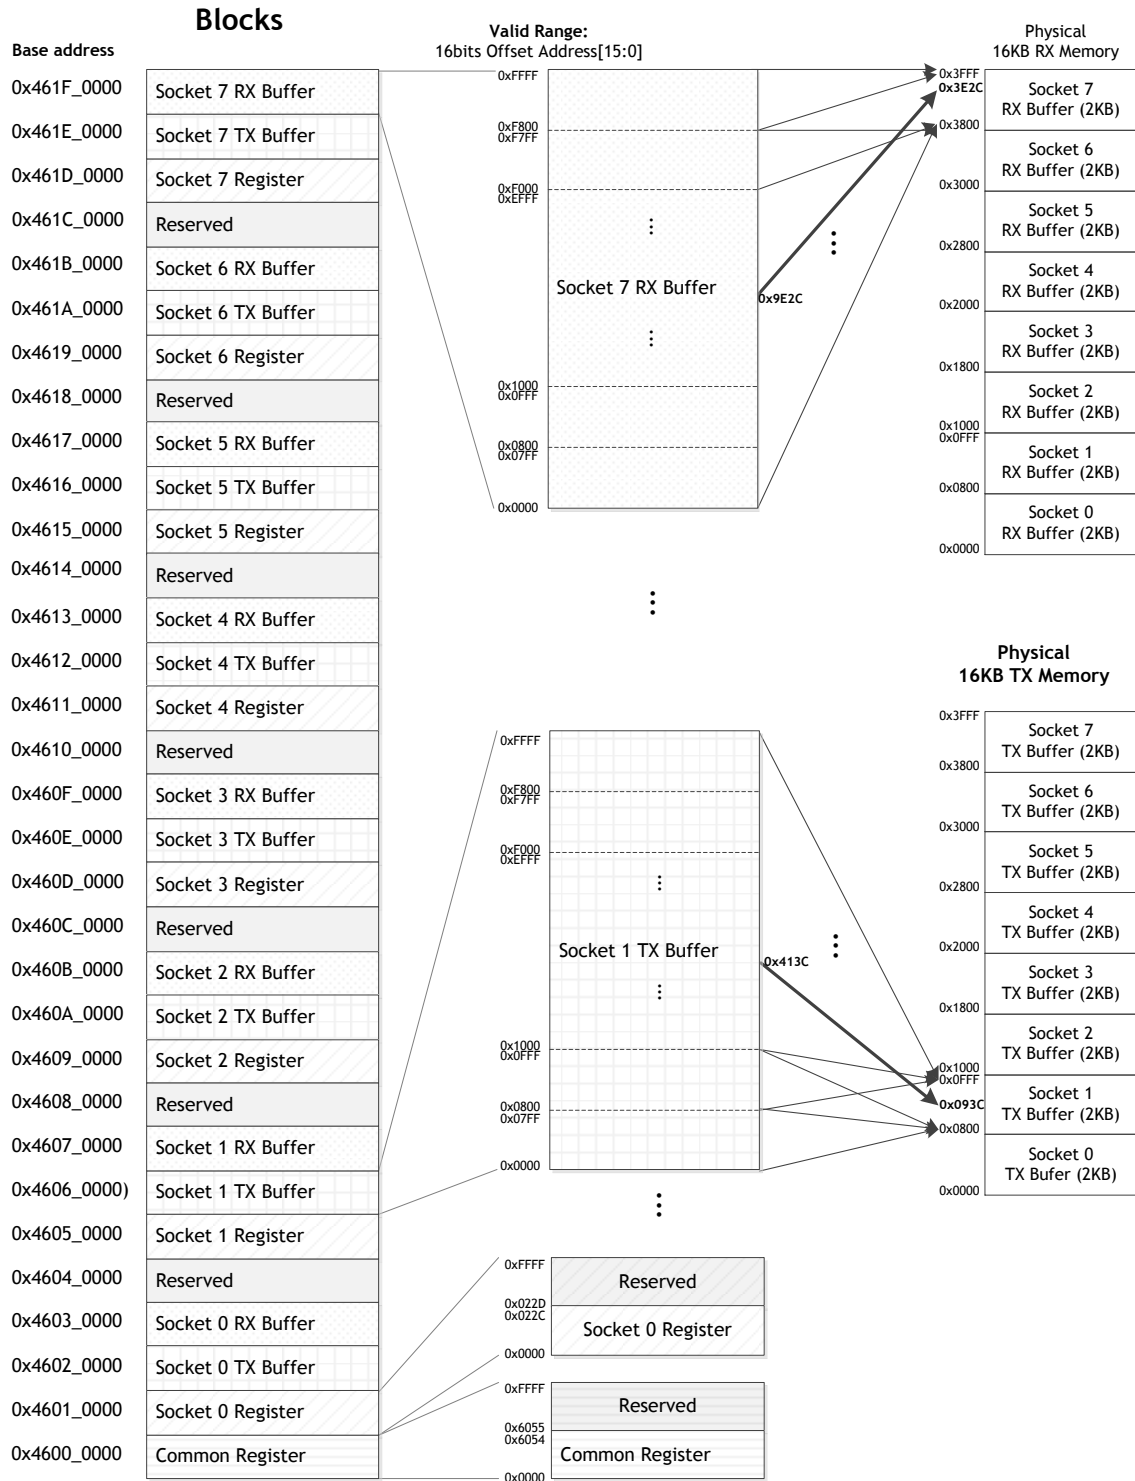 Blocks
Base address
Valid Range:
16bits Offset Address[15:0]
Physical
16KB RX Memory
0x461F_0000
Socket 7 RX Buffer
0x461E_0000
Socket 7 TX Buffer
0x461D_0000
Socket 7 Register
0x461C_0000
Reserved
0x461B_0000
Socket 6 RX Buffer
0x461A_0000
Socket 6 TX Buffer
0x4619_0000
Socket 6 Register
0x4618_0000
Reserved
0x4617_0000
Socket 5 RX Buffer
0x4616_0000
Socket 5 TX Buffer
0x4615_0000
Socket 5 Register
0x4614_0000
Reserved
0x4613_0000
Socket 4 RX Buffer
0x4612_0000
Socket 4 TX Buffer
0x4611_0000
Socket 4 Register
0x4610_0000
Reserved
0x460F_0000
Socket 3 RX Buffer
0x460E_0000
Socket 3 TX Buffer
0x460D_0000
Socket 3 Register
0x460C_0000
Reserved
0x460B_0000
Socket 2 RX Buffer
0x460A_0000
Socket 2 TX Buffer
0x4609_0000
Socket 2 Register
0x4608_0000
Reserved
0x4607_0000
Socket 1 RX Buffer
0x4606_0000)
Socket 1 TX Buffer
0x4605_0000
Socket 1 Register
0x4604_0000
Reserved
0x4603_0000
Socket 0 RX Buffer
0x4602_0000
Socket 0 TX Buffer
0x4601_0000
Socket 0 Register
0x4600_0000
Common Register
0xFFFF
0xF800
0xF7FF
0xF000
0xEFFF
Socket 7 RX Buffer
0x9E2C
0x1000
0x0FFF
0x0800
0x07FF
0x0000
0x3FFF
0x3E2C
Socket 7
RX Buffer (2KB)
0x3800
Socket 6
RX Buffer (2KB)
0x3000
Socket 5
RX Buffer (2KB)
0x2800
Socket 4
RX Buffer (2KB)
0x2000
Socket 3
RX Buffer (2KB)
0x1800
Socket 2
RX Buffer (2KB)
0x1000
0x0FFF
Socket 1
RX Buffer (2KB)
0x0800
Socket 0
RX Buffer (2KB)
0x0000
0xFFFF
0xF800
0xF7FF
0xF000
0xEFFF
Socket 1 TX Buffer
0x413C
0x1000
0x0FFF
0x0800
0x07FF
0x0000
Physical
16KB TX Memory
0x3FFF
Socket 7
TX Buffer (2KB)
0x3800
Socket 6
TX Buffer (2KB)
0x3000
Socket 5
TX Buffer (2KB)
0x2800
Socket 4
TX Buffer (2KB)
0x2000
Socket 3
TX Buffer (2KB)
0x1800
Socket 2
TX Buffer (2KB)
0x1000
0x0FFF
Socket 1
0x093C
TX Buffer (2KB)
0x0800
Socket 0
TX Bufer (2KB)
0x0000
0xFFFF
Reserved
0x022D
0x022C
Socket 0 Register
0x0000
0xFFFF
Reserved
0x6055
0x6054
Common Register
0x0000